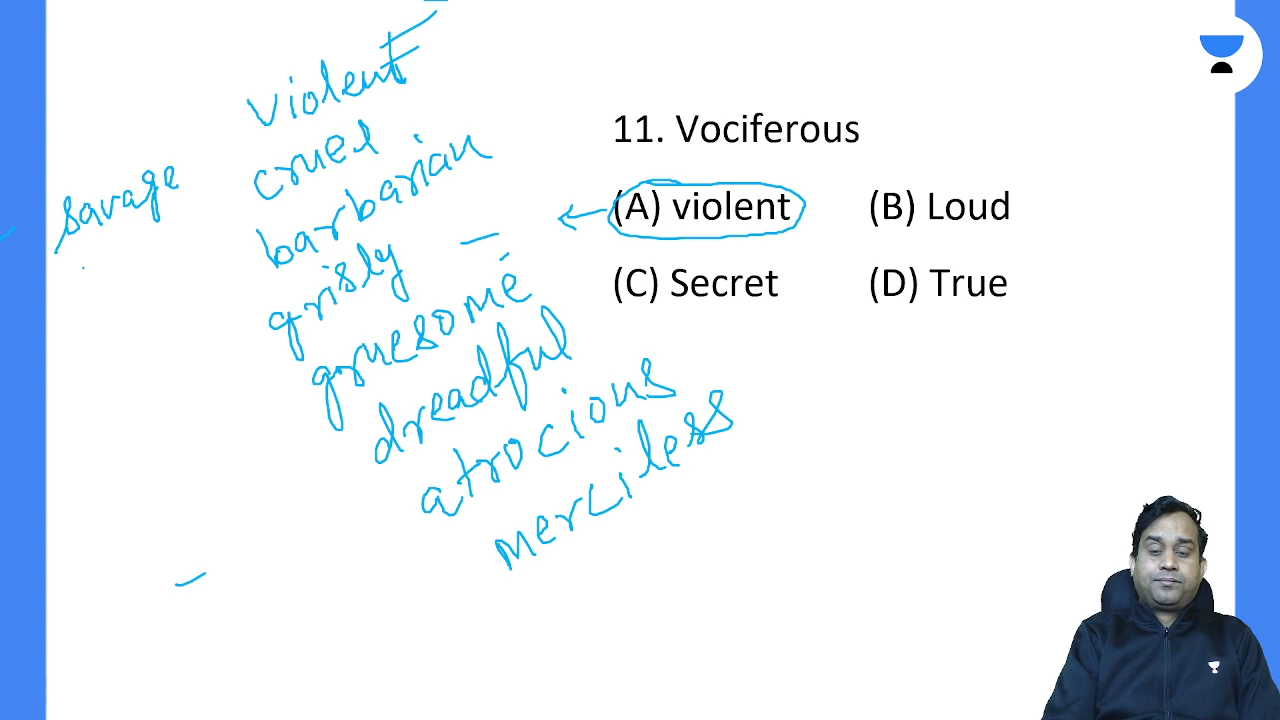 violent
cruel
barbarian
savage
grisly
gruesome
dreadful
atrocious
merciless
11. Vociferous
(A) violent (B) Loud
(C) Secret (D) True